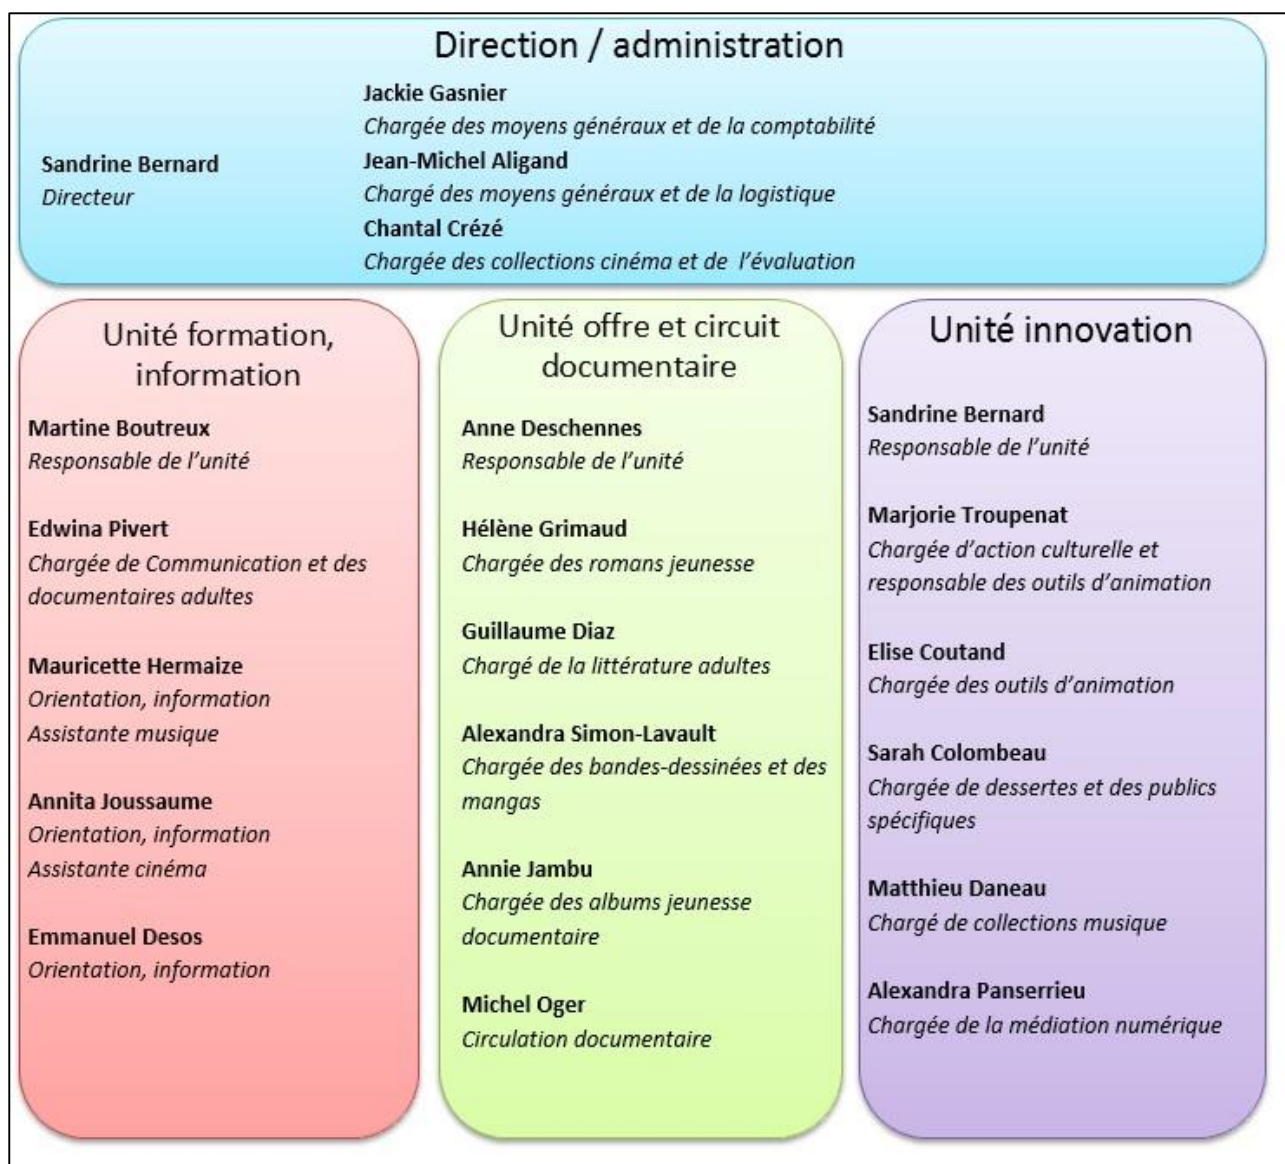 Direction / administration
Sandrine Bernard
Directeur
Jackie Gasnier
Chargée des moyens généraux et de la comptabilité
Jean-Michel Aligand
Chargé des moyens généraux et de la logistique
Chantal Crézé
Chargée des collections cinéma et de l’évaluation
Unité formation,
information
Martine Boutreux
Responsable de l’unité
Edwina Pivert
Chargée de Communication et des
documentaires adultes
Mauricette Hermaize
Orientation, information
Assistante musique
Annita Joussaume
Orientation, information
Assistante cinéma
Emmanuel Desos
Orientation, information
Unité offre et circuit
documentaire
Anne Deschennes
Responsable de l’unité
Hélène Grimaud
Chargée des romans jeunesse
Guillaume Diaz
Chargé de la littérature adultes
Alexandra Simon-Lavault
Chargée des bandes-dessinées et des
mangas
Annie Jambu
Chargée des albums jeunesse
documentaire
Michel Oger
Circulation documentaire
Unité innovation
Sandrine Bernard
Responsable de l’unité
Marjorie Troupenat
Chargée d’action culturelle et
responsable des outils d’animation
Elise Coutand
Chargée des outils d’animation
Sarah Colombeau
Chargée de dessertes et des publics
spécifiques
Matthieu Daneau
Chargé de collections musique
Alexandra Panserrieu
Chargée de la médiation numérique